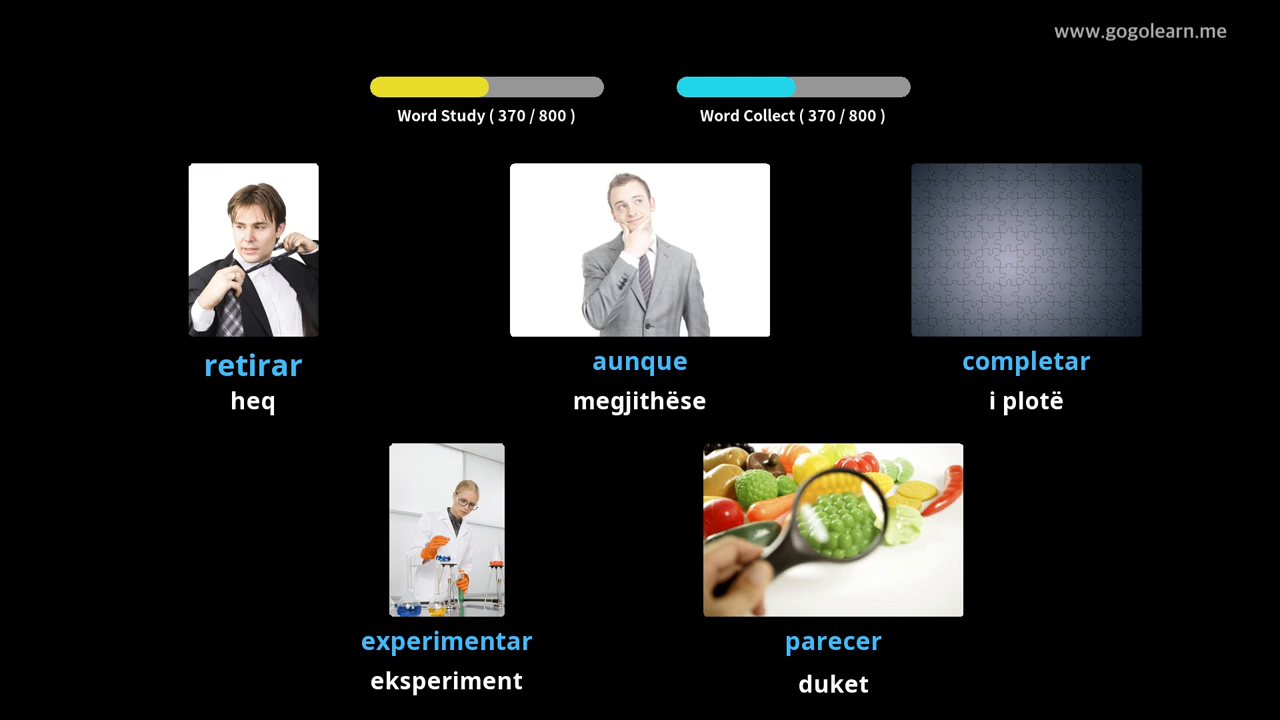 www.gogolearn.me
Word Study ( 370 / 800 )
Word Collect ( 370 / 800 )
retirar
heq
aunque
megjithëse
completar
i plotë
experimentar
eksperiment
parecer
duket